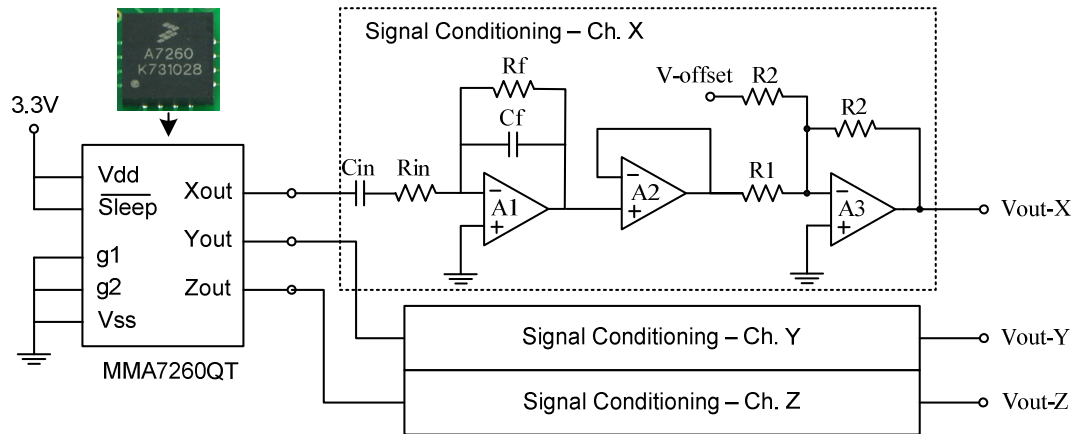 Signal Conditioning – Ch. X
A7260
K731028
3.3V
Vdd
Sleep
g1
g2
Vss
Xout
Yout
Zout
MMA7260QT
Cin
Rin
Rf
Cf
A1
A2
V-offset
R2
R2
R1
A3
Vout-X
Signal Conditioning – Ch. Y
Vout-Y
Signal Conditioning – Ch. Z
Vout-Z